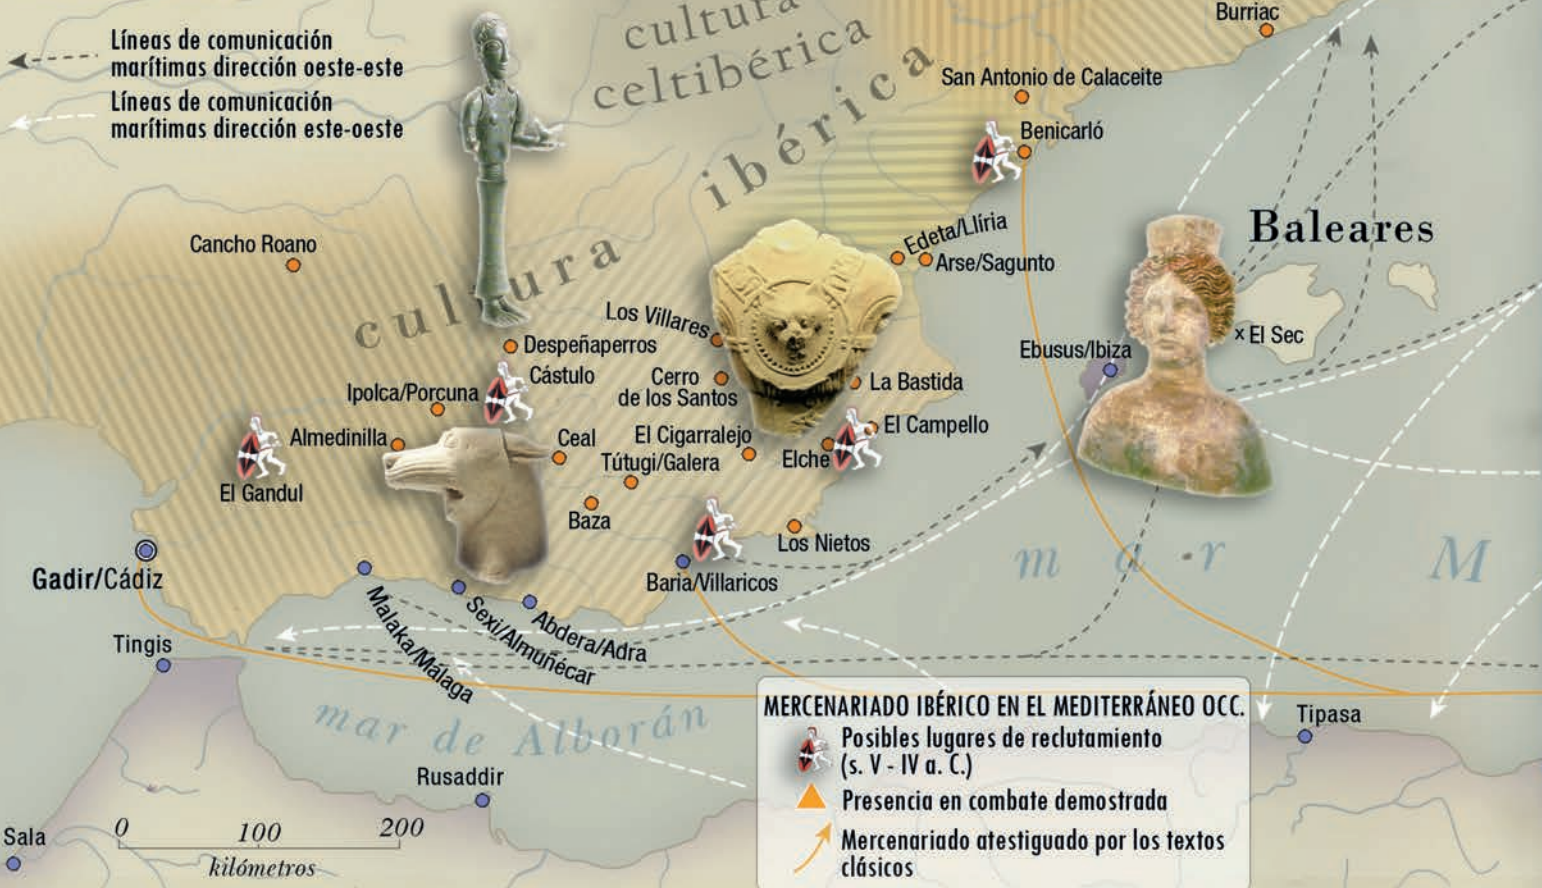 Líneas de comunicación
marítimas dirección oeste-este
Líneas de comunicación
marítimas dirección este-oeste
cultura
celtibérica
cultura
ibérica
Burriac
San Antonio de Calaceite
Benicarló
Baleares
Cancho Roano
Edeta/Llíria
Arse/Sagunto
Los Villares
Despeñaperros
Cástulo
Cerro
de los Santos
La Bastida
Ebusus/Ibiza
x El Sec
Ipolca/Porcuna
Almedinilla
Ceal
El Cigarralejo
El Campello
Tútugi/Galera
Elche
El Gandul
Baza
Los Nietos
Gadir/Cádiz
Baria/Villaricos
Malaka/Málaga
Sexi/Almuñécar
Abdera/Adra
Tingis
mar M
mar de Alborán
Rusaddir
Tipasa
Sala
0 100 200
kilómetros
MERCENARIADO IBÉRICO EN EL MEDITERRÁNEO OCC.
Posibles lugares de reclutamiento
(s. V - IV a. C.)
Presencia en combate demostrada
Mercenariado atestiguado por los textos
clásicos